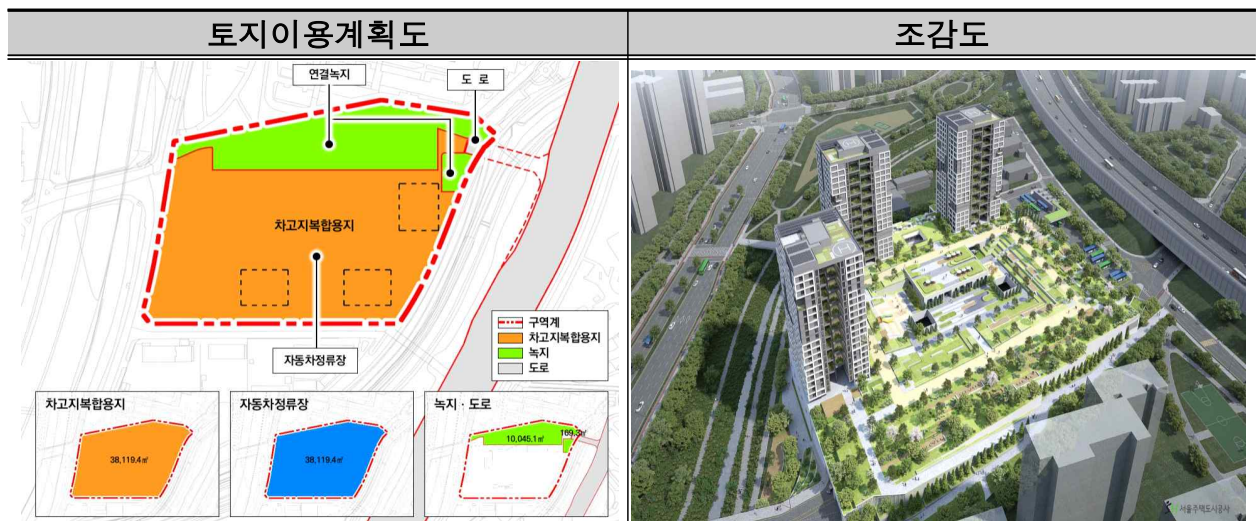 토지이용계획도
조감도
연결녹지
도 로
차고지복합용지
자동차정류장
구역계
차고지복합용지
녹지
도로
차고지복합용지
38,119.4㎡
자동차정류장
38,119.4㎡
녹지 · 도로
10,045.1㎡
169.3㎡
서울주택도시공사